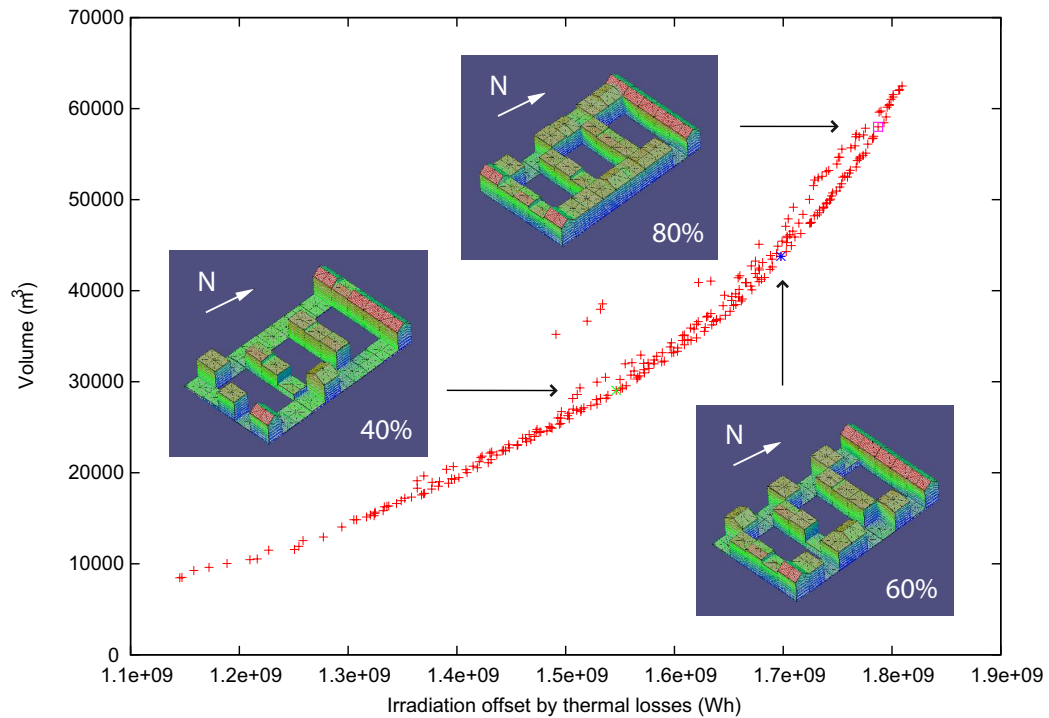 70000
60000
50000
40000
30000
20000
10000
0
Volume (m³)
N
80%
N
40%
N
60%
1.1e+09 1.2e+09 1.3e+09 1.4e+09 1.5e+09 1.6e+09 1.7e+09 1.8e+09 1.9e+09
Irradiation offset by thermal losses (Wh)